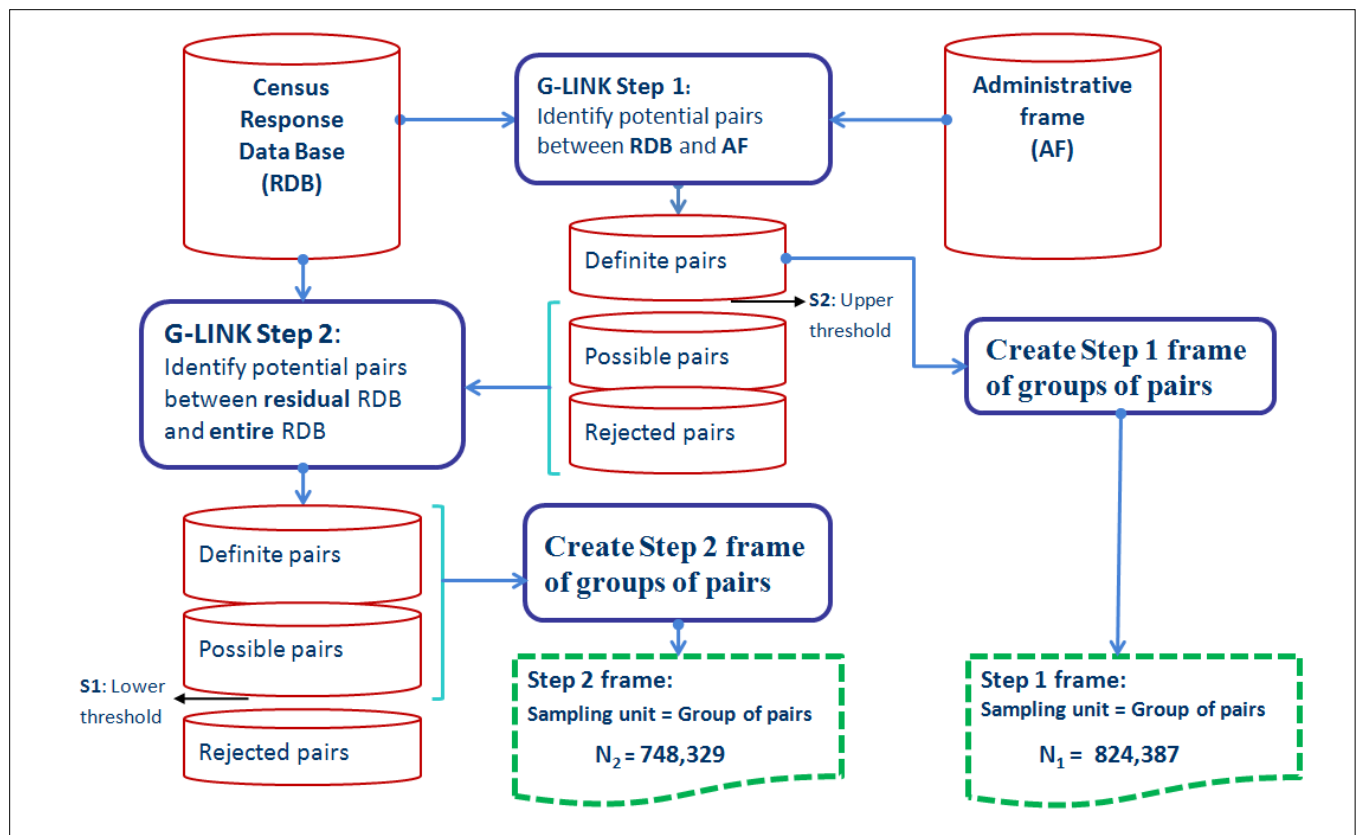 Census
Response
Data Base
(RDB)
G-LINK Step 1:
Identify potential pairs
between RDB and AF
Administrative
frame
(AF)
Definite pairs
S2: Upper
threshold
Possible pairs
Rejected pairs
G-LINK Step 2:
Identify potential pairs
between residual RDB
and entire RDB
Create Step 1 frame
of groups of pairs
Definite pairs
Possible pairs
S1: Lower
threshold
Rejected pairs
Create Step 2 frame
of groups of pairs
Step 2 frame:
Sampling unit = Group of pairs
N₂ = 748,329
Step 1 frame:
Sampling unit = Group of pairs
N₁ = 824,387